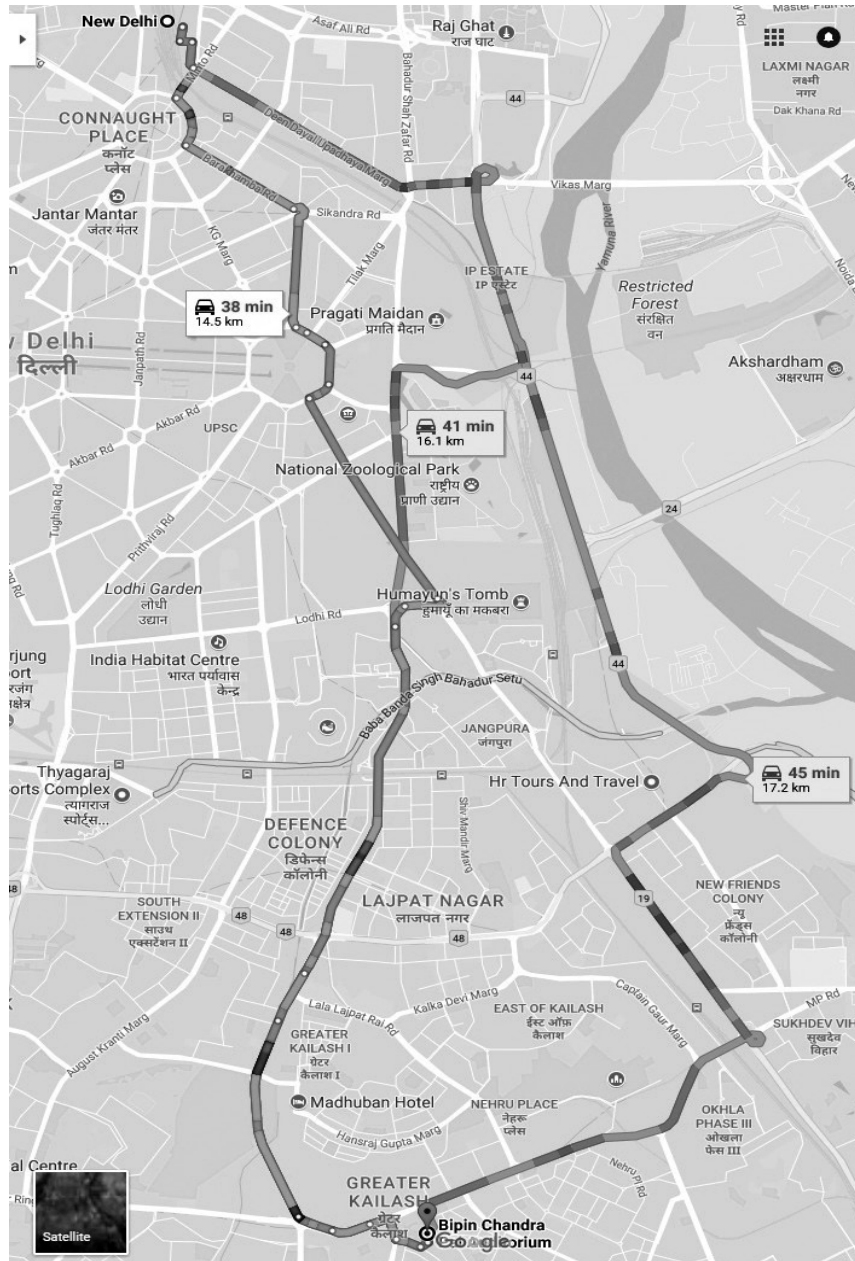 New Delhi
Asaf Ali Rd
Raj Ghat
राज घाट
LAXMI NAGAR
लक्ष्मी
नगर
Minto Rd
Bahadur Shah Zafar Rd
44
Dak Khana Rd
CONNAUGHT
PLACE
कनॉट
प्लेस
Deen Dayal Upadhaya Marg
Barakhamba Rd
Vikas Marg
Jantar Mantar
जंतर मंतर
Sikandra Rd
KG Marg
Tilak Marg
Yamuna River
IP ESTATE
IP एस्टेट
Restricted
Forest
संरक्षित
वन
38 min
14.5 km
Pragati Maidan
प्रगति मैदान
Delhi
दिल्ली
Janpath Rd
44
Akshardham
अक्षरधाम
Akbar Rd
UPSC
41 min
16.1 km
Akbar Rd
National Zoological Park
राष्ट्रीय
प्राणी उद्यान
Tughlaq Rd
Prithviraj Rd
24
Lodhi Garden
लोधी
उद्यान
Humayun's Tomb
हुमायूँ का मकबरा
Lodhi Rd
India Habitat Centre
भारत पर्यावास
केन्द्र
44
Baba Banda Singh Bahadur Setu
JANGPURA
जंगपुरा
Thyagaraj
त्यागराज
स्पोर्ट्स...
Hr Tours And Travel
45 min
17.2 km
Shiv Mandir Marg
DEFENCE
COLONY
डिफेन्स
कॉलोनी
48
SOUTH
EXTENSION II
साउथ
एक्सटेंशन II
48
48
LAJPAT NAGAR
लाजपत नगर
48
19
NEW FRIENDS
COLONY
न्यू
फ्रेंड्स
कॉलोनी
Lala Lajpat Rai Rd
Kalka Devi Marg
EAST OF KAILASH
ईस्ट ऑफ़
कैलाश
Captain Gaur Marg
MP Rd
SUKHDEV VIH
सुखदेव
विहार
August Kranti Marg
GREATER
KAILASH I
ग्रेटर
कैलाश I
Madhuban Hotel
NEHRU PLACE
नेहरू
प्लेस
Hansraj Gupta Marg
OKHLA
PHASE III
ओखला
फेस III
Nehru Pl Rd
al Centre
GREATER
KAILASH
ग्रेटर
कैलाश
Satellite
Bipin Chandra
Google